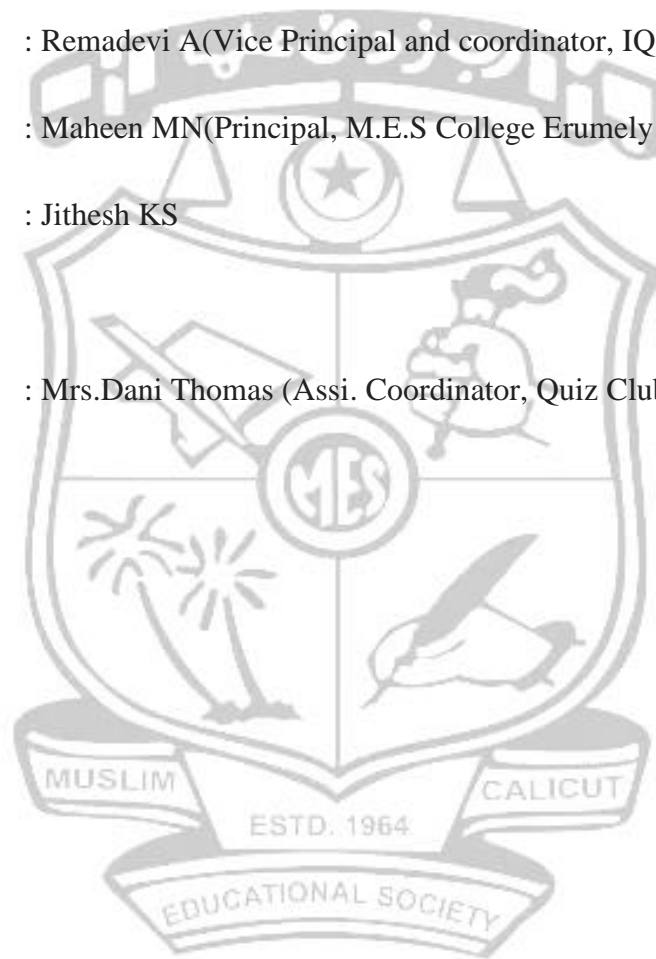 : Remadevi A(Vice Principal and coordinator, IQ
: Maheen MN(Principal, M.E.S College Erumely
: Jithesh KS
: Mrs.Dani Thomas (Assi. Coordinator, Quiz Club
MES
MUSLIM
CALICUT
ESTD. 1964
EDUCATIONAL SOCIETY